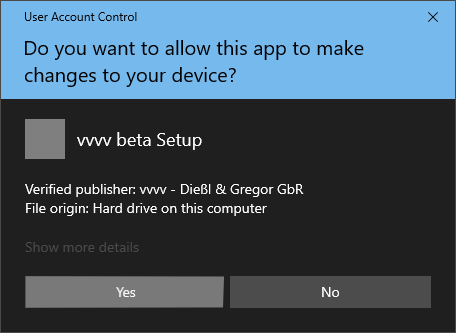 User Account Control
Do you want to allow this app to make
changes to your device?
vvvv beta Setup
Verified publisher: vvvv - Dießl & Gregor GbR
File origin: Hard drive on this computer
Show more details
Yes
No